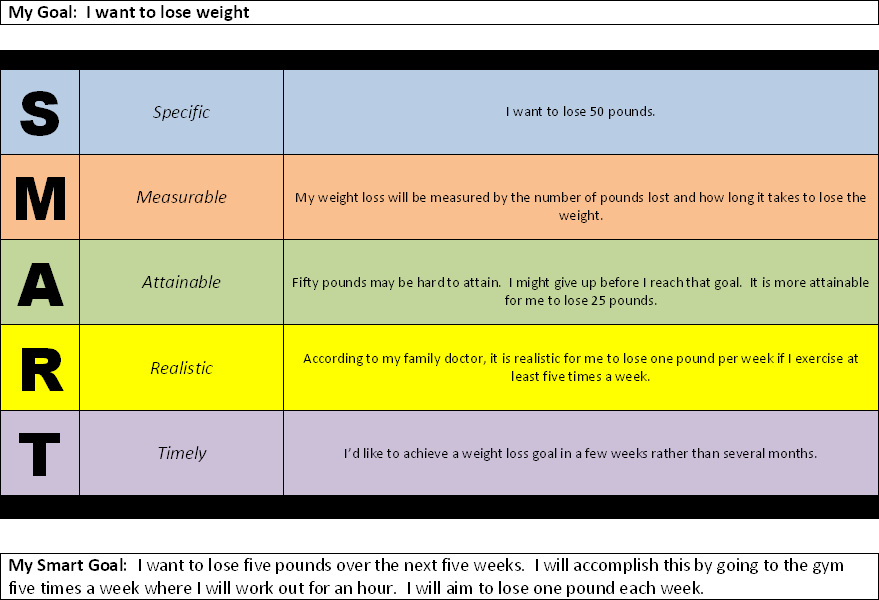 My Goal:  I want to lose weight
S
Specific
I want to lose 50 pounds.
M
Measurable
My weight loss will be measured by the number of pounds lost and how long it takes to lose the
weight.
A
Attainable
Fifty pounds may be hard to attain.  I might give up before I reach that goal.  It is more attainable
for me to lose 25 pounds.
R
Realistic
According to my family doctor, it is realistic for me to lose one pound per week if I exercise at
least five times a week.
T
Timely
I'd like to achieve a weight loss goal in a few weeks rather than several months.
My Smart Goal:  I want to lose five pounds over the next five weeks.  I will accomplish this by going to the gym
five times a week where I will work out for an hour.  I will aim to lose one pound each week.